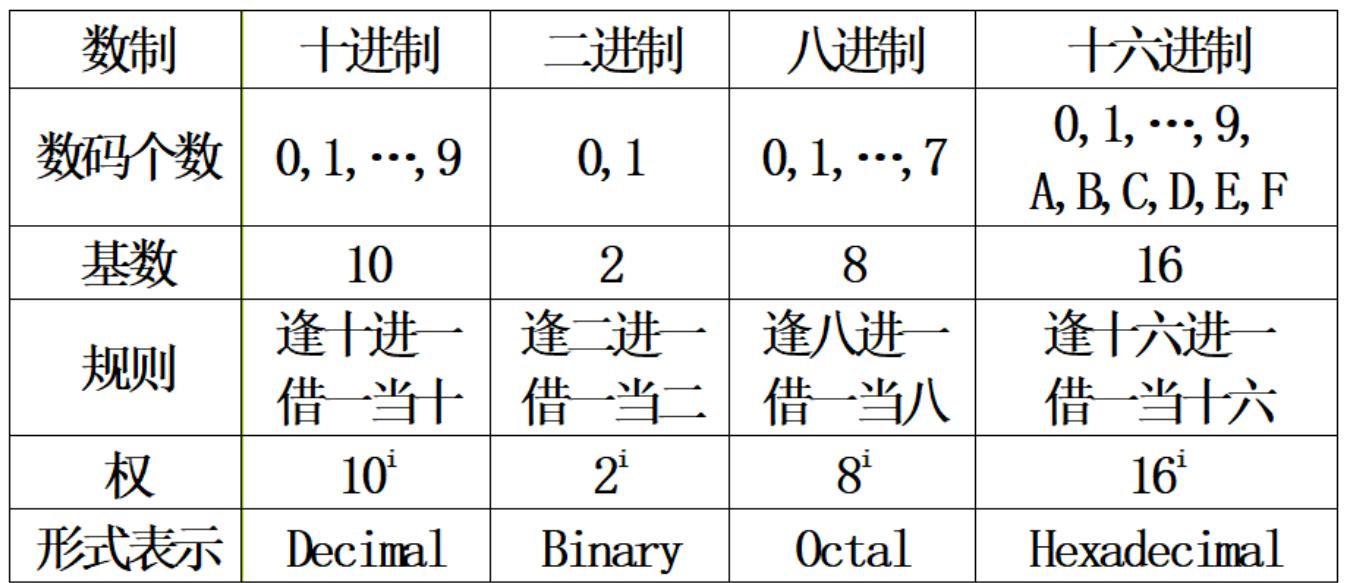 数制 十进制 二进制 八进制 十六进制
数码个数 0,1,…,9 0,1 0,1,…,7 0,1,…,9,
A,B,C,D,E,F
基数 10 2 8 16
规则 逢十进一 逢二进一 逢八进一 逢十六进一
借一当十 借一当二 借一当八 借一当十六
权 10ⁱ 2ⁱ 8ⁱ 16ⁱ
形式表示 Decimal Binary Octal Hexadecimal